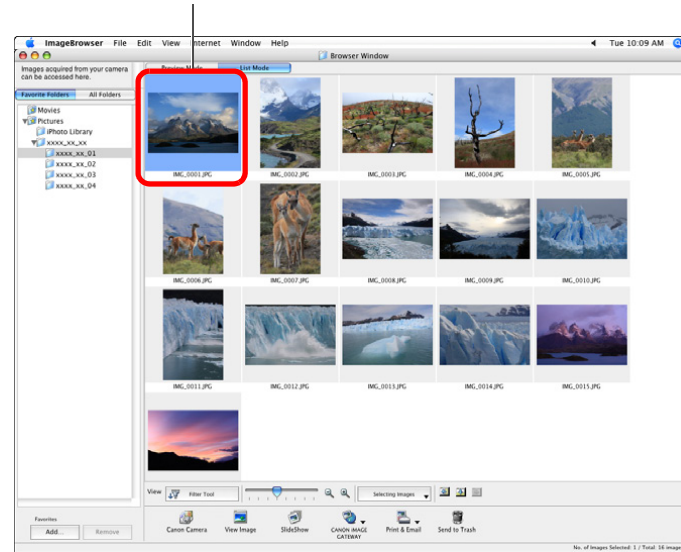 ImageBrowser File Edit View Internet Window Help Tue 10:09 AM
Browser Window
Images acquired from your camera
can be accessed here.
Preview Mode List Mode
Favorite Folders All Folders
Movies
Pictures
iPhoto Library
xxxx_xx_xx
xxxx_xx_01
xxxx_xx_02
xxxx_xx_03
xxxx_xx_04
IMG_0001.JPG IMG_0002.JPG IMG_0003.JPG IMG_0004.JPG IMG_0005.JPG
IMG_0006.JPG IMG_0007.JPG IMG_0008.JPG IMG_0009.JPG IMG_0010.JPG
IMG_0011.JPG IMG_0012.JPG IMG_0013.JPG IMG_0014.JPG IMG_0015.JPG
View Filter Tool Selecting Images
Favorites
Add... Remove
Canon Camera View Image SlideShow CANON iMAGE
GATEWAY Print & Email Send to Trash
No. of Images Selected: 1 / Total: 16 image